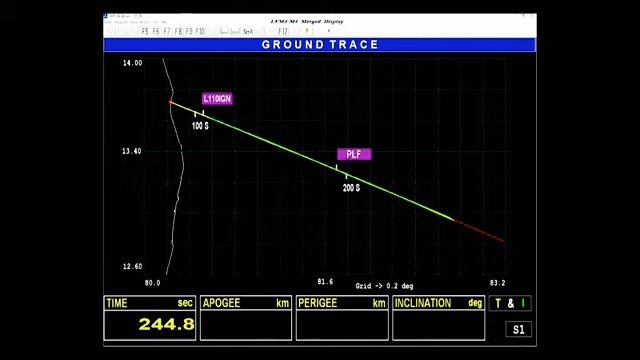 LVM3-M4 Merged Display
F5 F6 F7 F8 F9 F10
F12
GROUND TRACE
14.00
L110IGN
100 S
13.40
PLF
200 S
12.60
80.0
81.6
Grid -> 0.2 deg
83.2
TIME sec
244.8
APOGEE km
PERIGEE km
INCLINATION deg
T & I
S1